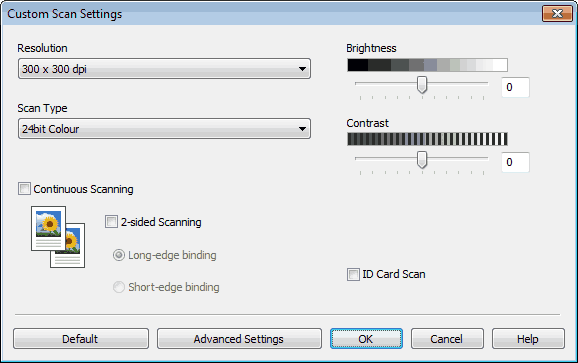 Custom Scan Settings
Resolution
300 x 300 dpi
Scan Type
24bit Colour
Brightness
0
Contrast
0
Continuous Scanning
2-sided Scanning
Long-edge binding
Short-edge binding
ID Card Scan
Default
Advanced Settings
OK
Cancel
Help